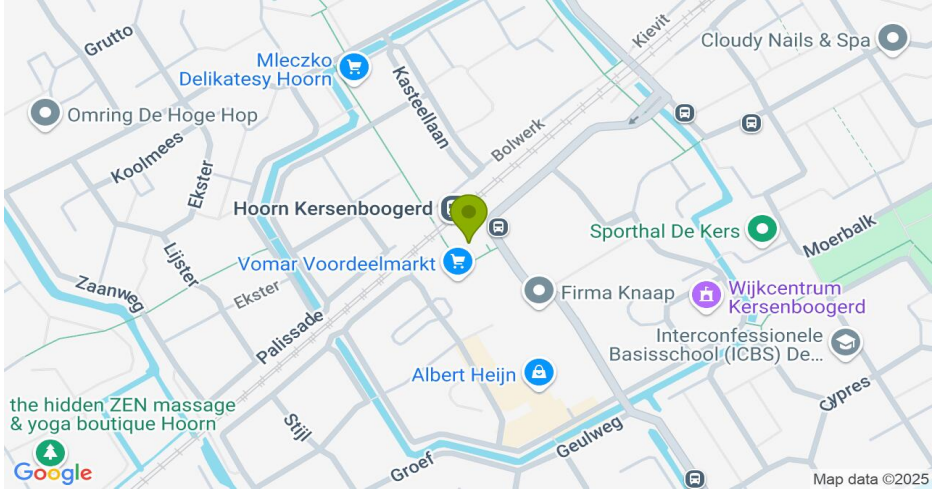 Grutto
Kievit
Cloudy Nails & Spa
Mleczko
Delikatesy Hoorn
Kasteellaan
Omring De Hoge Hop
Koolmees
Ekster
Bolwerk
Hoorn Kersenboogerd
Sporthal De Kers
Moerbalk
Lijster
Vomar Voordeelmarkt
Zaanweg
Ekster
Firma Knaap
Wijkcentrum
Kersenboogerd
Palissade
Interconfessionele
Basisschool (ICBS) De...
Albert Heijn
Cypres
the hidden ZEN massage
& yoga boutique Hoorn
Stijl
Geulweg
Groef
Google
Map data ©2025